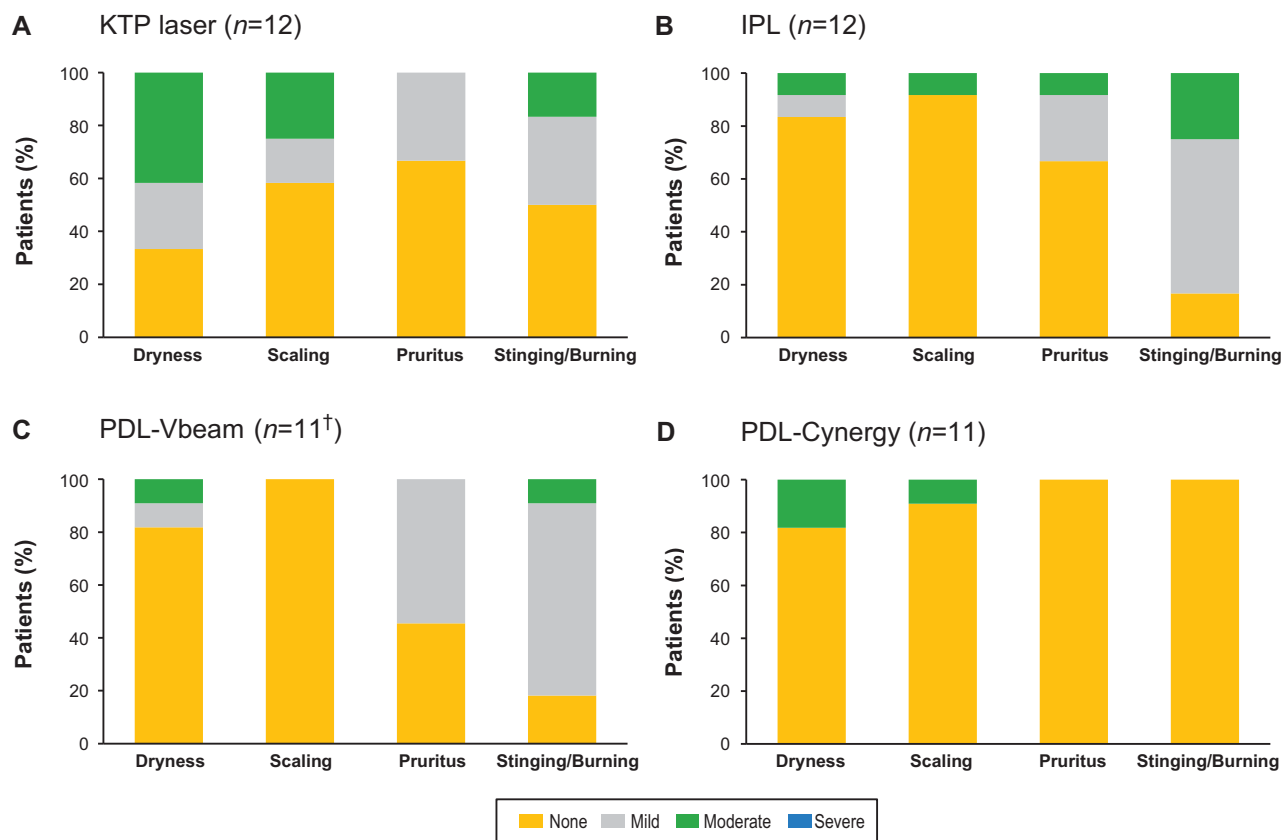 A KTP laser (n=12)
Patients (%)
100
80
60
40
20
0
Dryness Scaling Pruritus Stinging/Burning
B IPL (n=12)
Patients (%)
100
80
60
40
20
0
Dryness Scaling Pruritus Stinging/Burning
C PDL-Vbeam (n=11†)
Patients (%)
100
80
60
40
20
0
Dryness Scaling Pruritus Stinging/Burning
D PDL-Cynergy (n=11)
Patients (%)
100
80
60
40
20
0
Dryness Scaling Pruritus Stinging/Burning
None Mild Moderate Severe